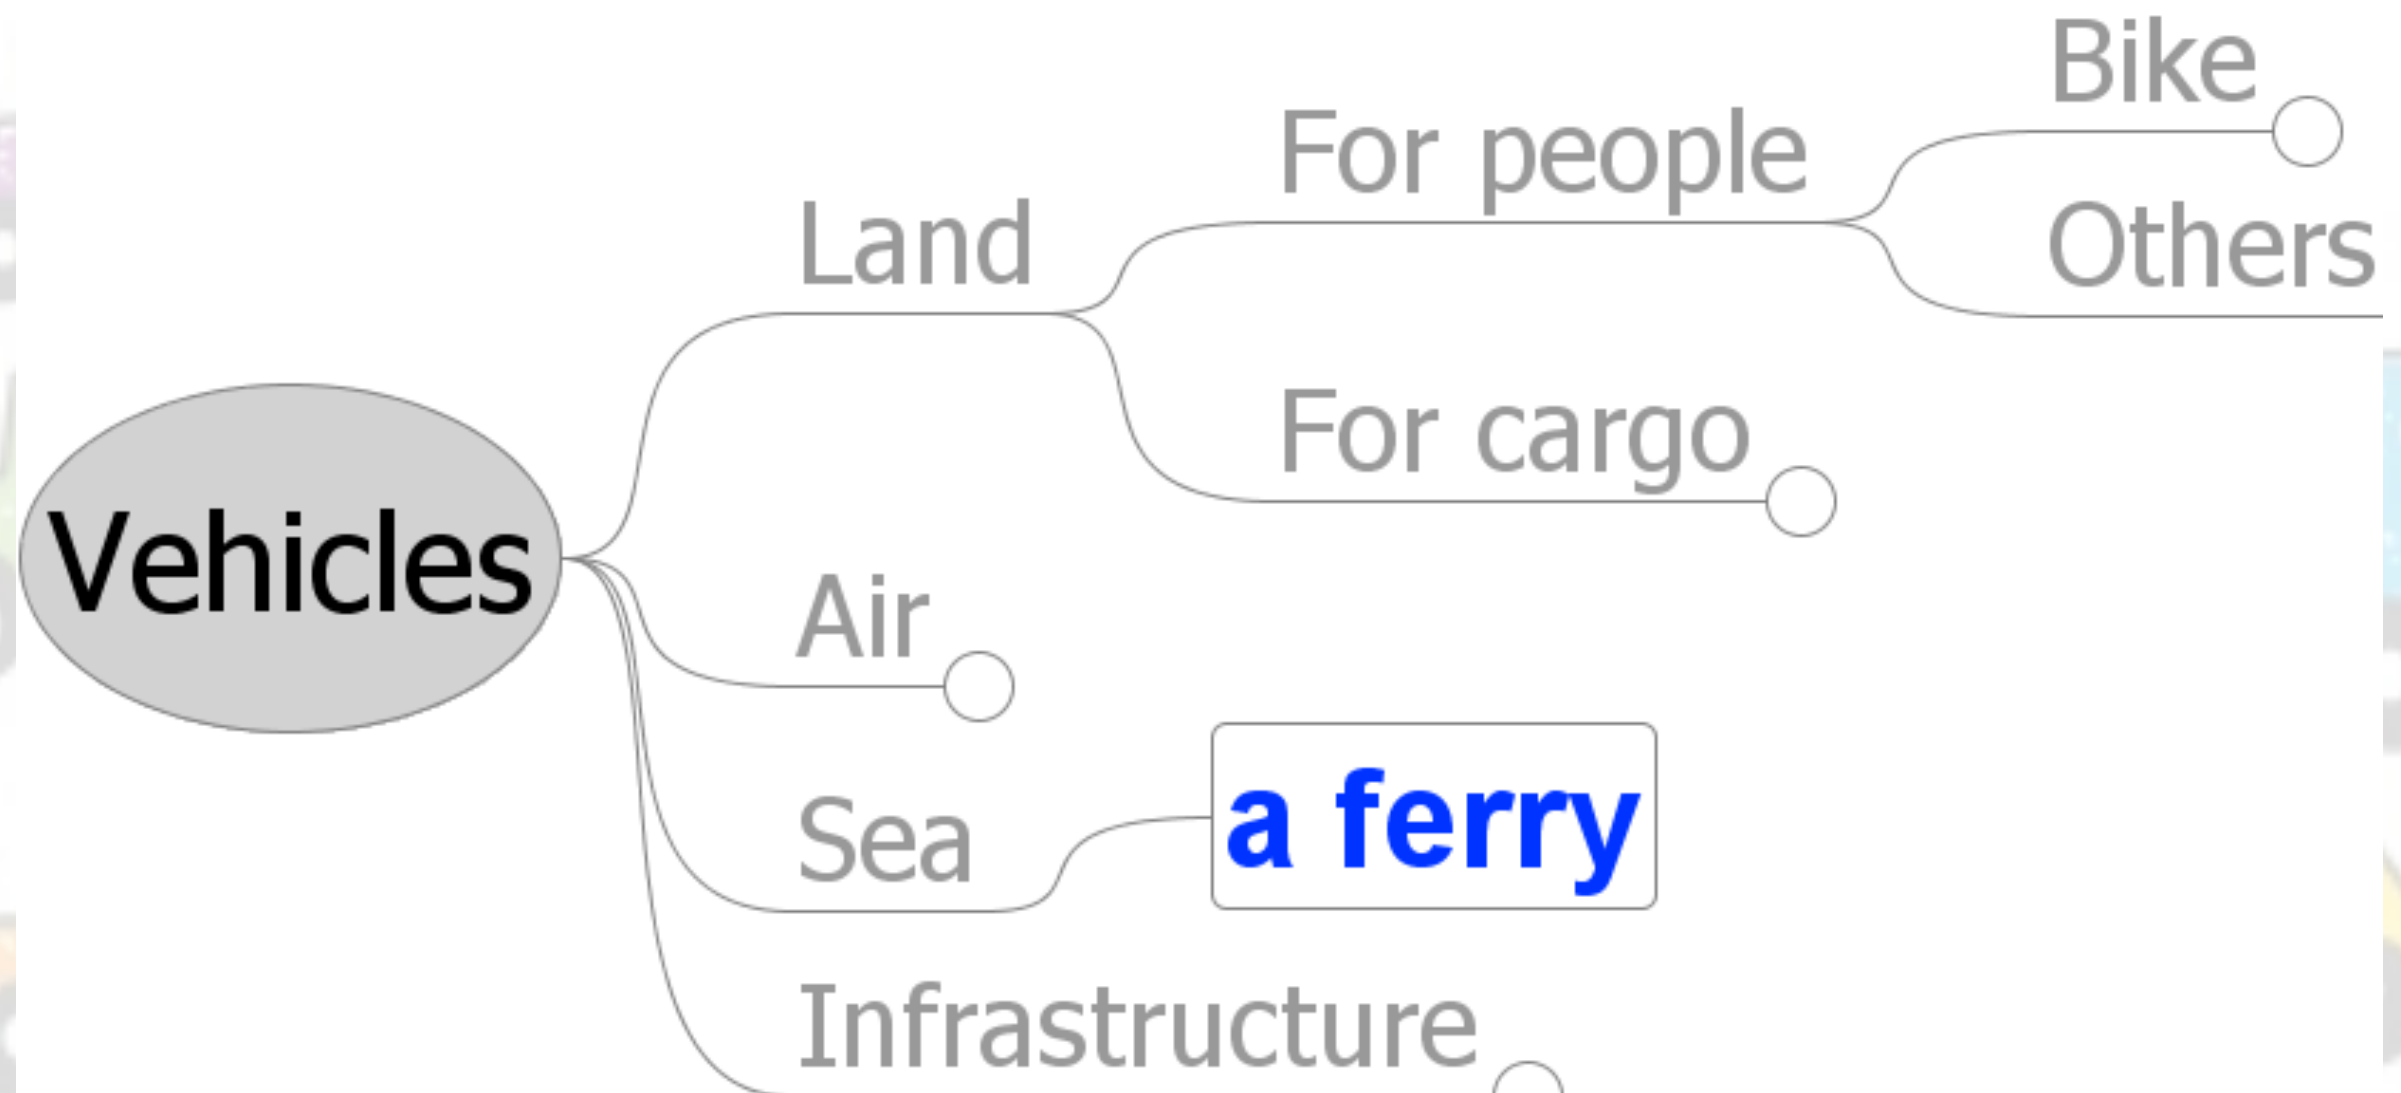 Vehicles
Land
For people
Bike
Others
For cargo
Air
Sea
a ferry
Infrastructure